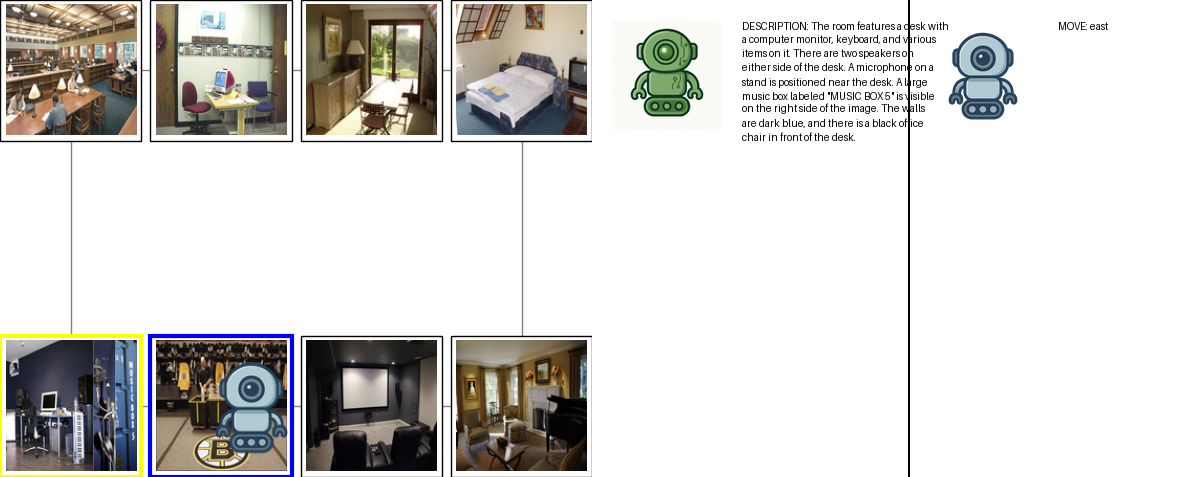 DESCRIPTION: The room features a desk with
a computer monitor, keyboard, and various
items on it. There are two speakers on
either side of the desk. A microphone on a
stand is positioned near the desk. A large
music box labeled "MUSIC BOX 5" is visible
on the right side of the image. The walls
are dark blue, and there is a black office
chair in front of the desk.
MOVE: east
MUSIC BOX 5
B